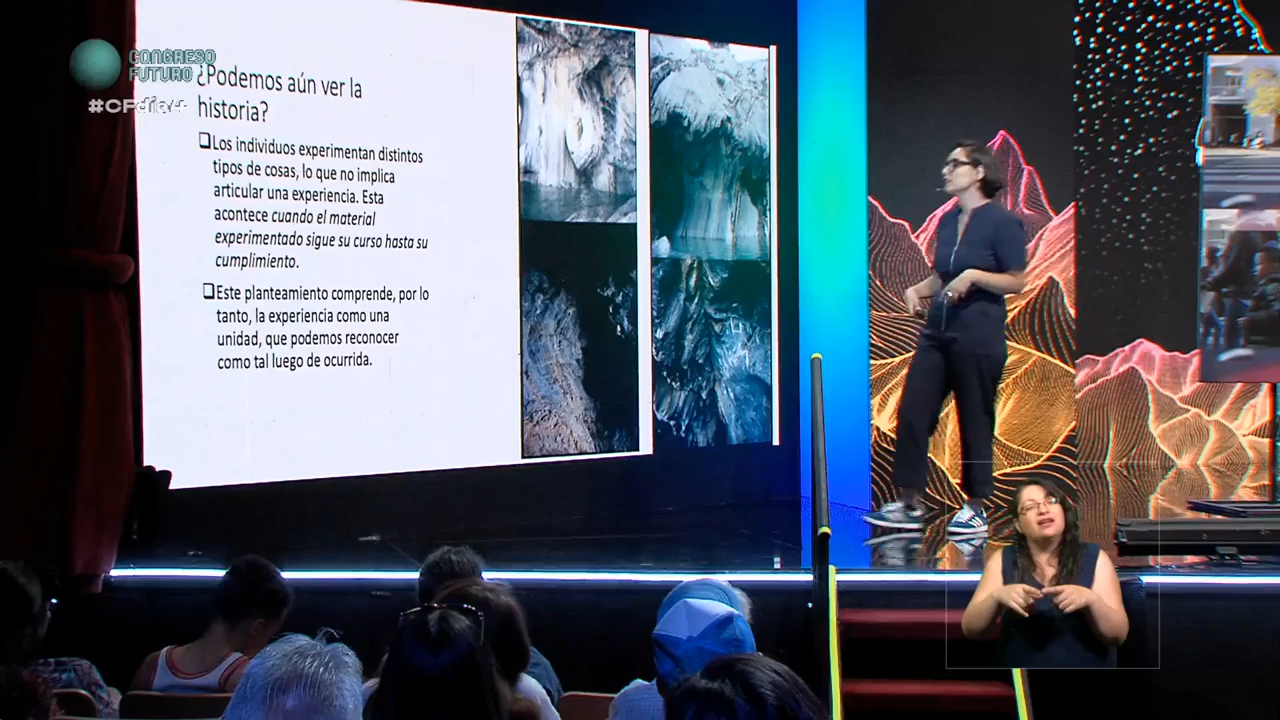 CONGRESO
FUTURO
#CFdía4
¿Podemos aún ver la
historia?
Los individuos experimentan distintos
tipos de cosas, lo que no implica
articular una experiencia. Esta
acontece cuando el material
experimentado sigue su curso hasta su
cumplimiento.
Este planteamiento comprende, por lo
tanto, la experiencia como una
unidad, que podemos reconocer
como tal luego de ocurrida.